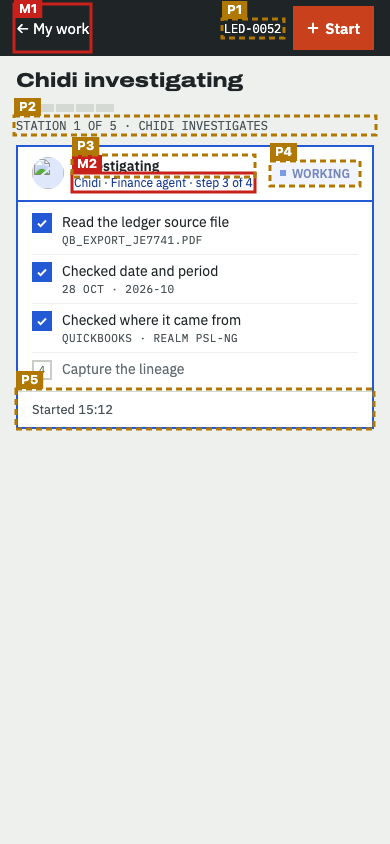 M1
P1
← My work
LED-0052
+ Start
Chidi investigating
P2
STATION 1 OF 5 · CHIDI INVESTIGATES
P3
P4
stigating
M2
WORKING
Chidi · Finance agent · step 3 of 4
Read the ledger source file
QB_EXPORT_JE7741.PDF
Checked date and period
28 OCT · 2026-10
Checked where it came from
QUICKBOOKS · REALM PSL-NG
4 Capture the lineage
P5
Started 15:12